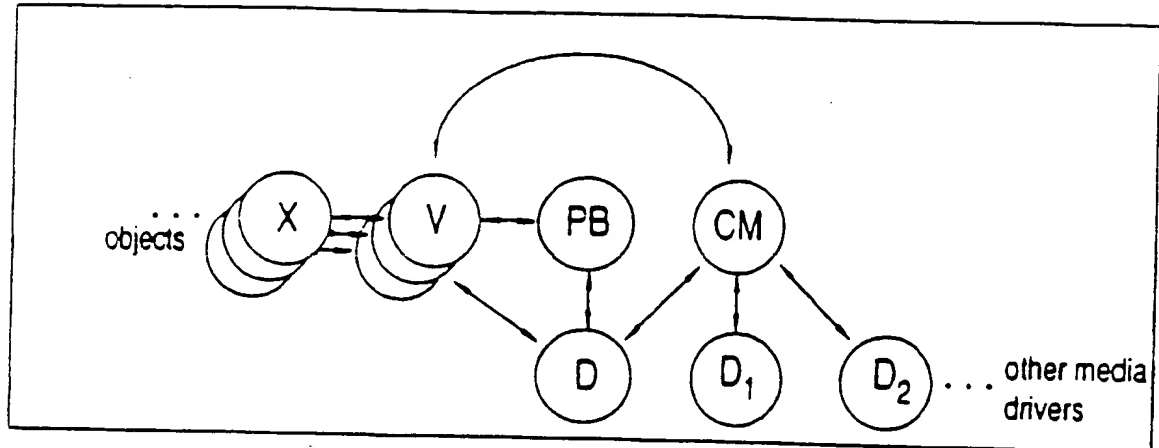 . . .
objects
X
V
PB
CM
D
D1
D2
. . . other media
drivers